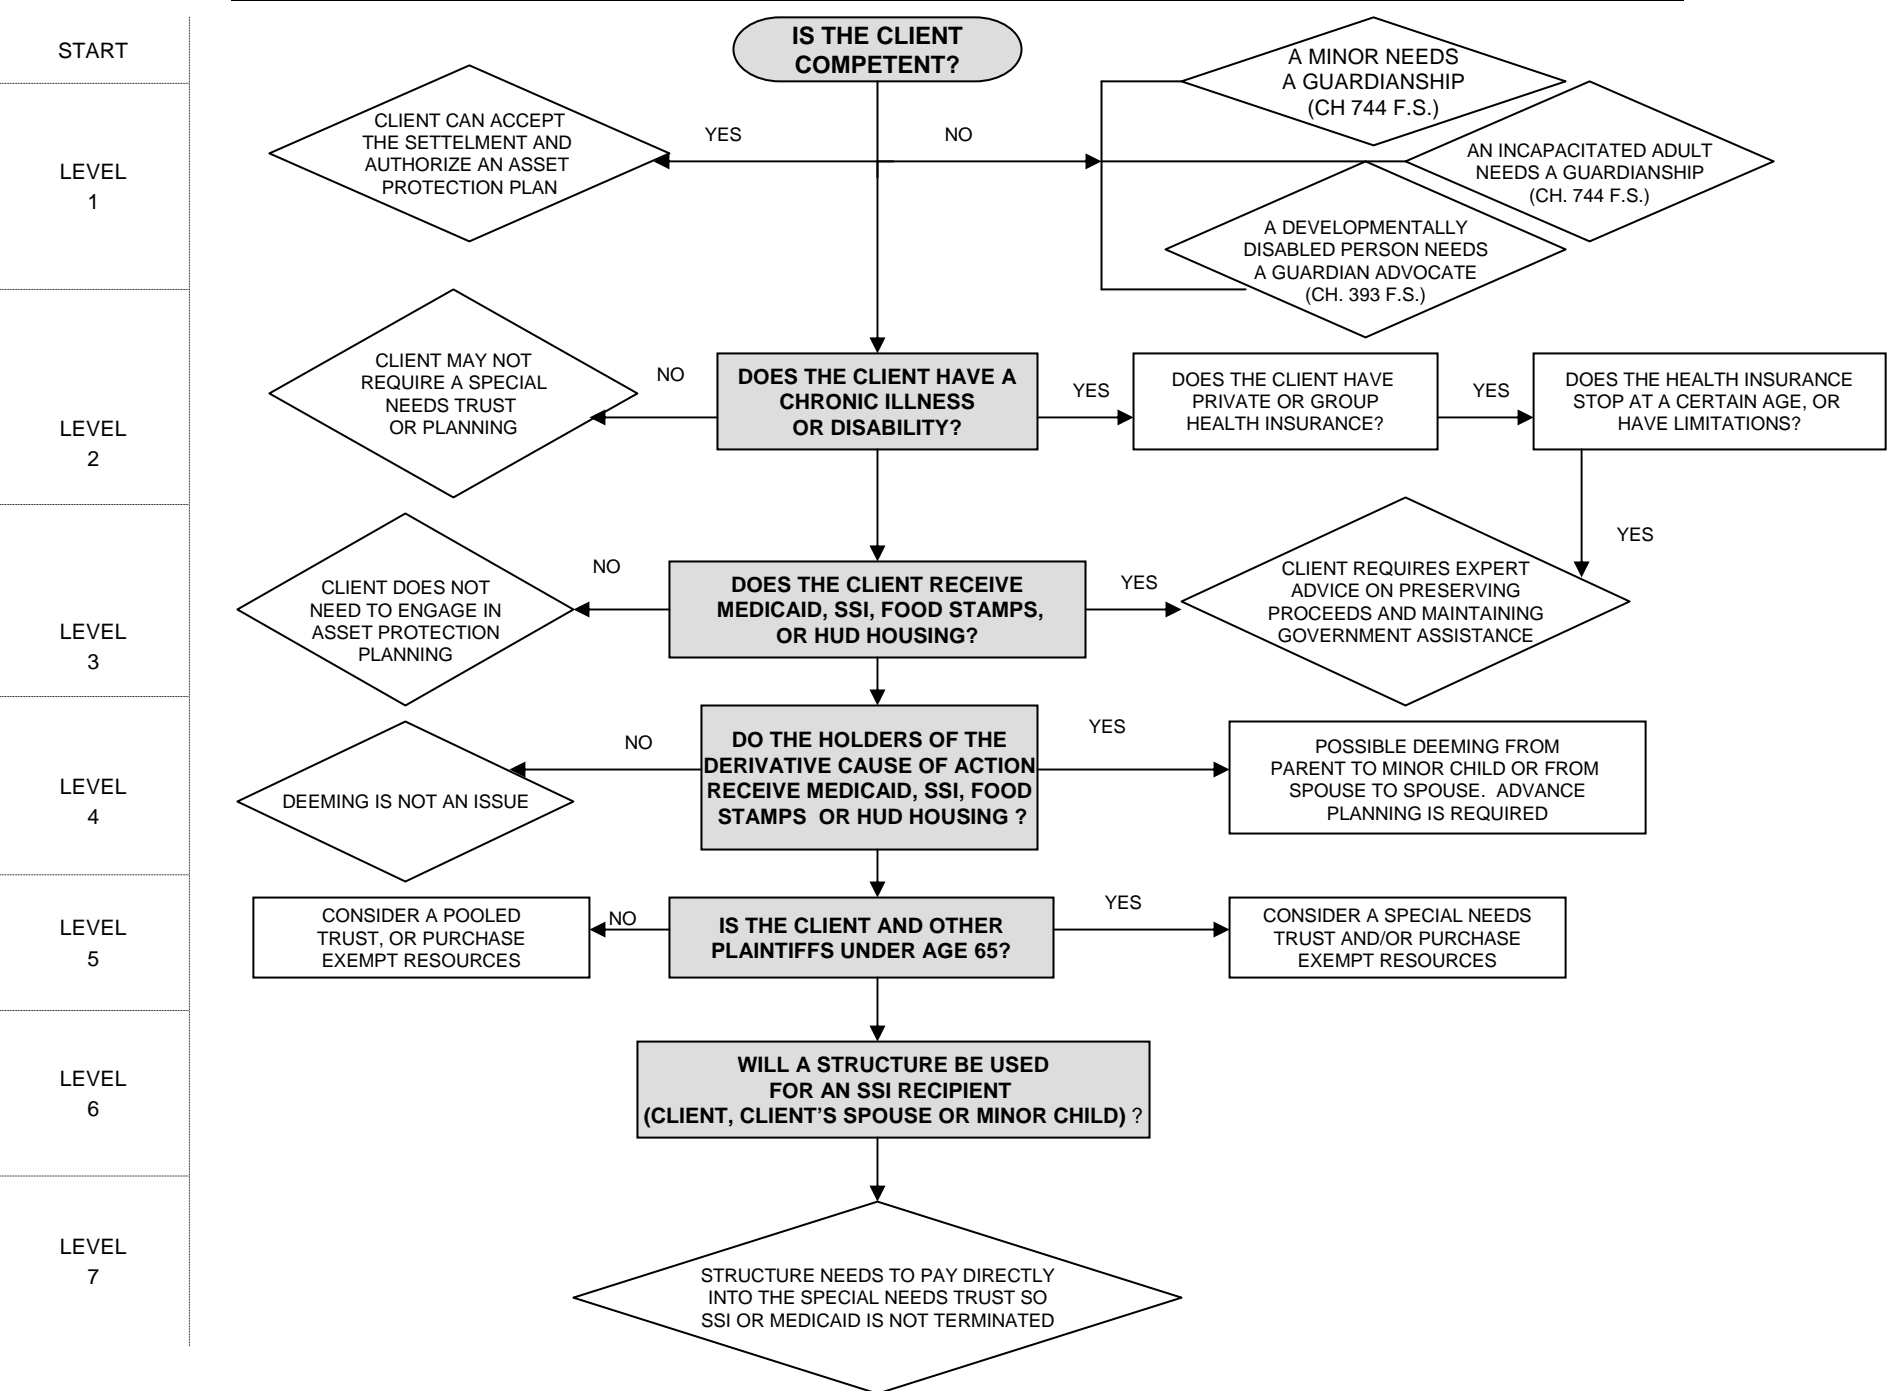 START
IS THE CLIENT
COMPETENT?
A MINOR NEEDS
A GUARDIANSHIP
(CH 744 F.S.)
LEVEL
1
CLIENT CAN ACCEPT
THE SETTELMENT AND
AUTHORIZE AN ASSET
PROTECTION PLAN
YES
NO
AN INCAPACITATED ADULT
NEEDS A GUARDIANSHIP
(CH. 744 F.S.)
A DEVELOPMENTALLY
DISABLED PERSON NEEDS
A GUARDIAN ADVOCATE
(CH. 393 F.S.)
LEVEL
2
CLIENT MAY NOT
REQUIRE A SPECIAL
NEEDS TRUST
OR PLANNING
NO
DOES THE CLIENT HAVE A
CHRONIC ILLNESS
OR DISABILITY?
YES
DOES THE CLIENT HAVE
PRIVATE OR GROUP
HEALTH INSURANCE?
YES
DOES THE HEALTH INSURANCE
STOP AT A CERTAIN AGE, OR
HAVE LIMITATIONS?
YES
LEVEL
3
CLIENT DOES NOT
NEED TO ENGAGE IN
ASSET PROTECTION
PLANNING
NO
DOES THE CLIENT RECEIVE
MEDICAID, SSI, FOOD STAMPS,
OR HUD HOUSING?
YES
CLIENT REQUIRES EXPERT
ADVICE ON PRESERVING
PROCEEDS AND MAINTAINING
GOVERNMENT ASSISTANCE
LEVEL
4
DEEMING IS NOT AN ISSUE
NO
DO THE HOLDERS OF THE
DERIVATIVE CAUSE OF ACTION
RECEIVE MEDICAID, SSI, FOOD
STAMPS OR HUD HOUSING ?
YES
POSSIBLE DEEMING FROM
PARENT TO MINOR CHILD OR FROM
SPOUSE TO SPOUSE. ADVANCE
PLANNING IS REQUIRED
LEVEL
5
CONSIDER A POOLED
TRUST, OR PURCHASE
EXEMPT RESOURCES
NO
IS THE CLIENT AND OTHER
PLAINTIFFS UNDER AGE 65?
YES
CONSIDER A SPECIAL NEEDS
TRUST AND/OR PURCHASE
EXEMPT RESOURCES
LEVEL
6
WILL A STRUCTURE BE USED
FOR AN SSI RECIPIENT
(CLIENT, CLIENT'S SPOUSE OR MINOR CHILD) ?
LEVEL
7
STRUCTURE NEEDS TO PAY DIRECTLY
INTO THE SPECIAL NEEDS TRUST SO
SSI OR MEDICAID IS NOT TERMINATED